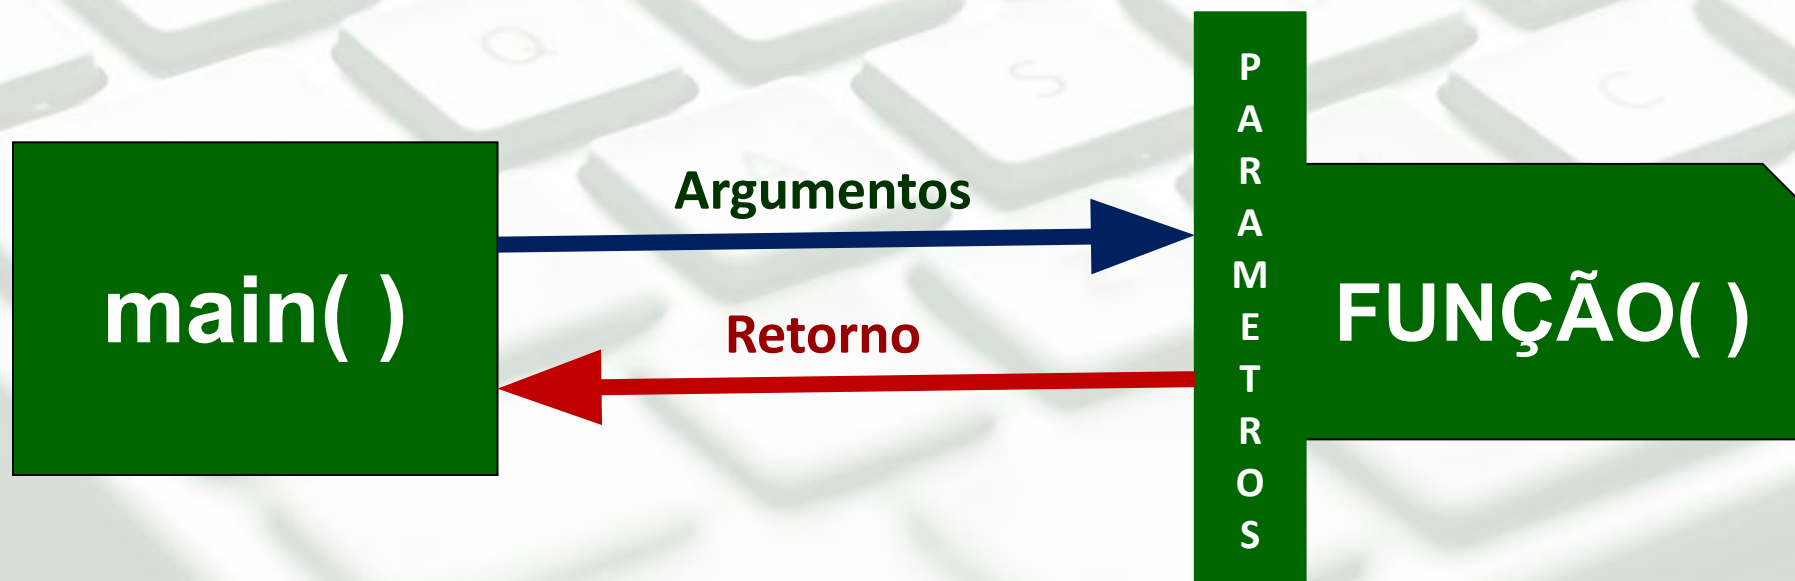 main( )
Argumentos
Retorno
P
A
R
A
M
E
T
R
O
S
FUNÇÃO( )
Q
S
A
C